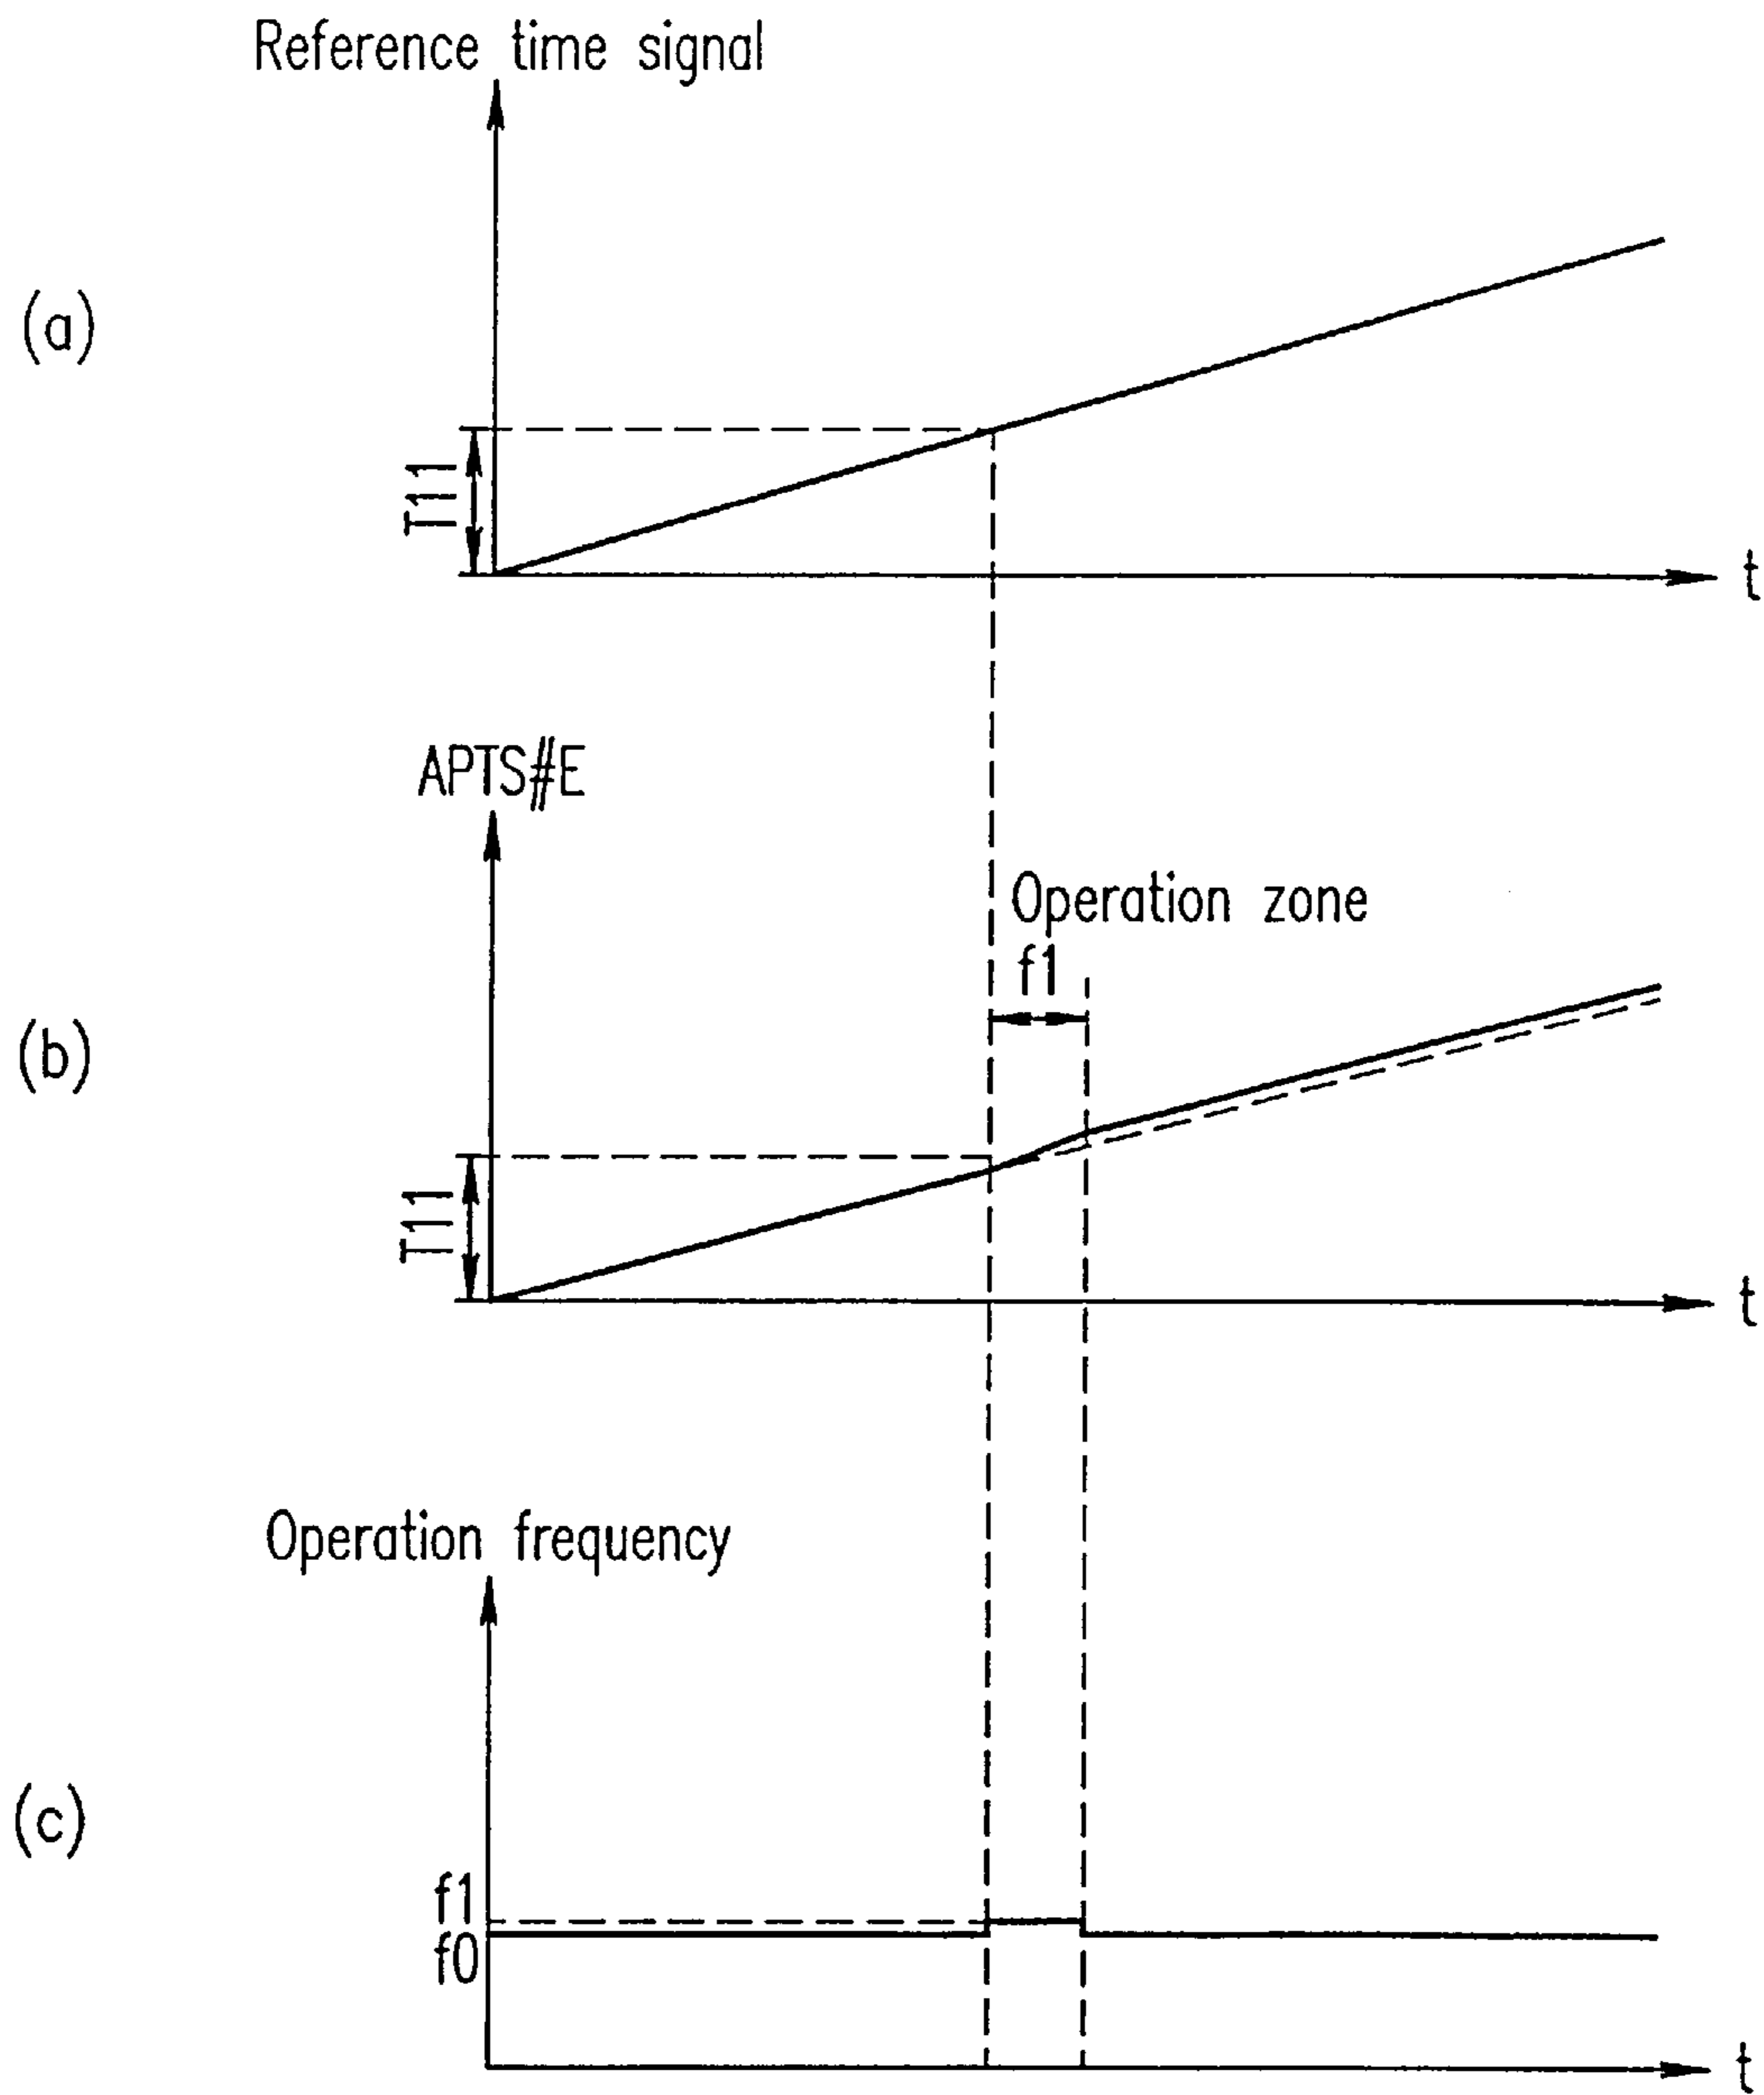 Reference time signal
(a)
T11
t
APTS#E
Operation zone
f1
(b)
T11
t
Operation frequency
(c)
f1
f0
t